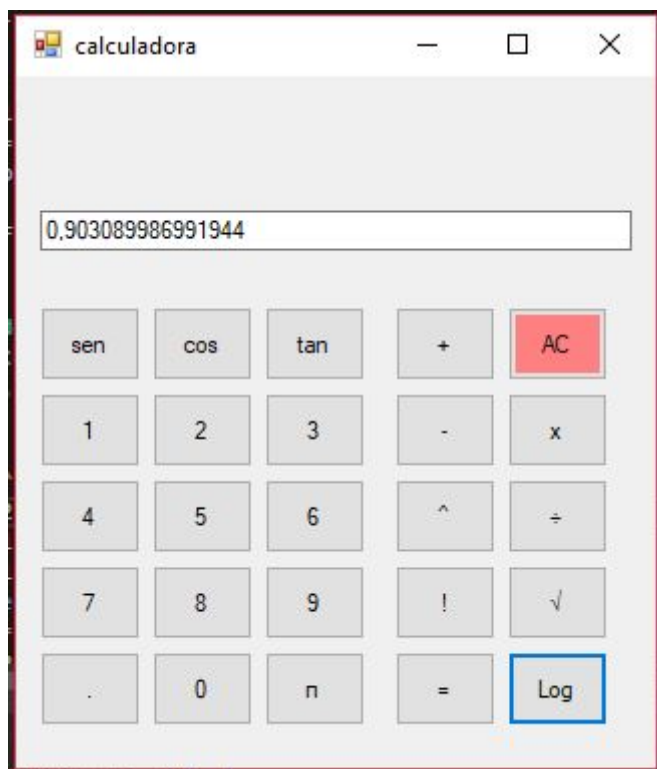 calculadora
0,903089986991944
sen cos tan + AC
1 2 3 - x
4 5 6 ^ ÷
7 8 9 ! √
. 0 п = Log